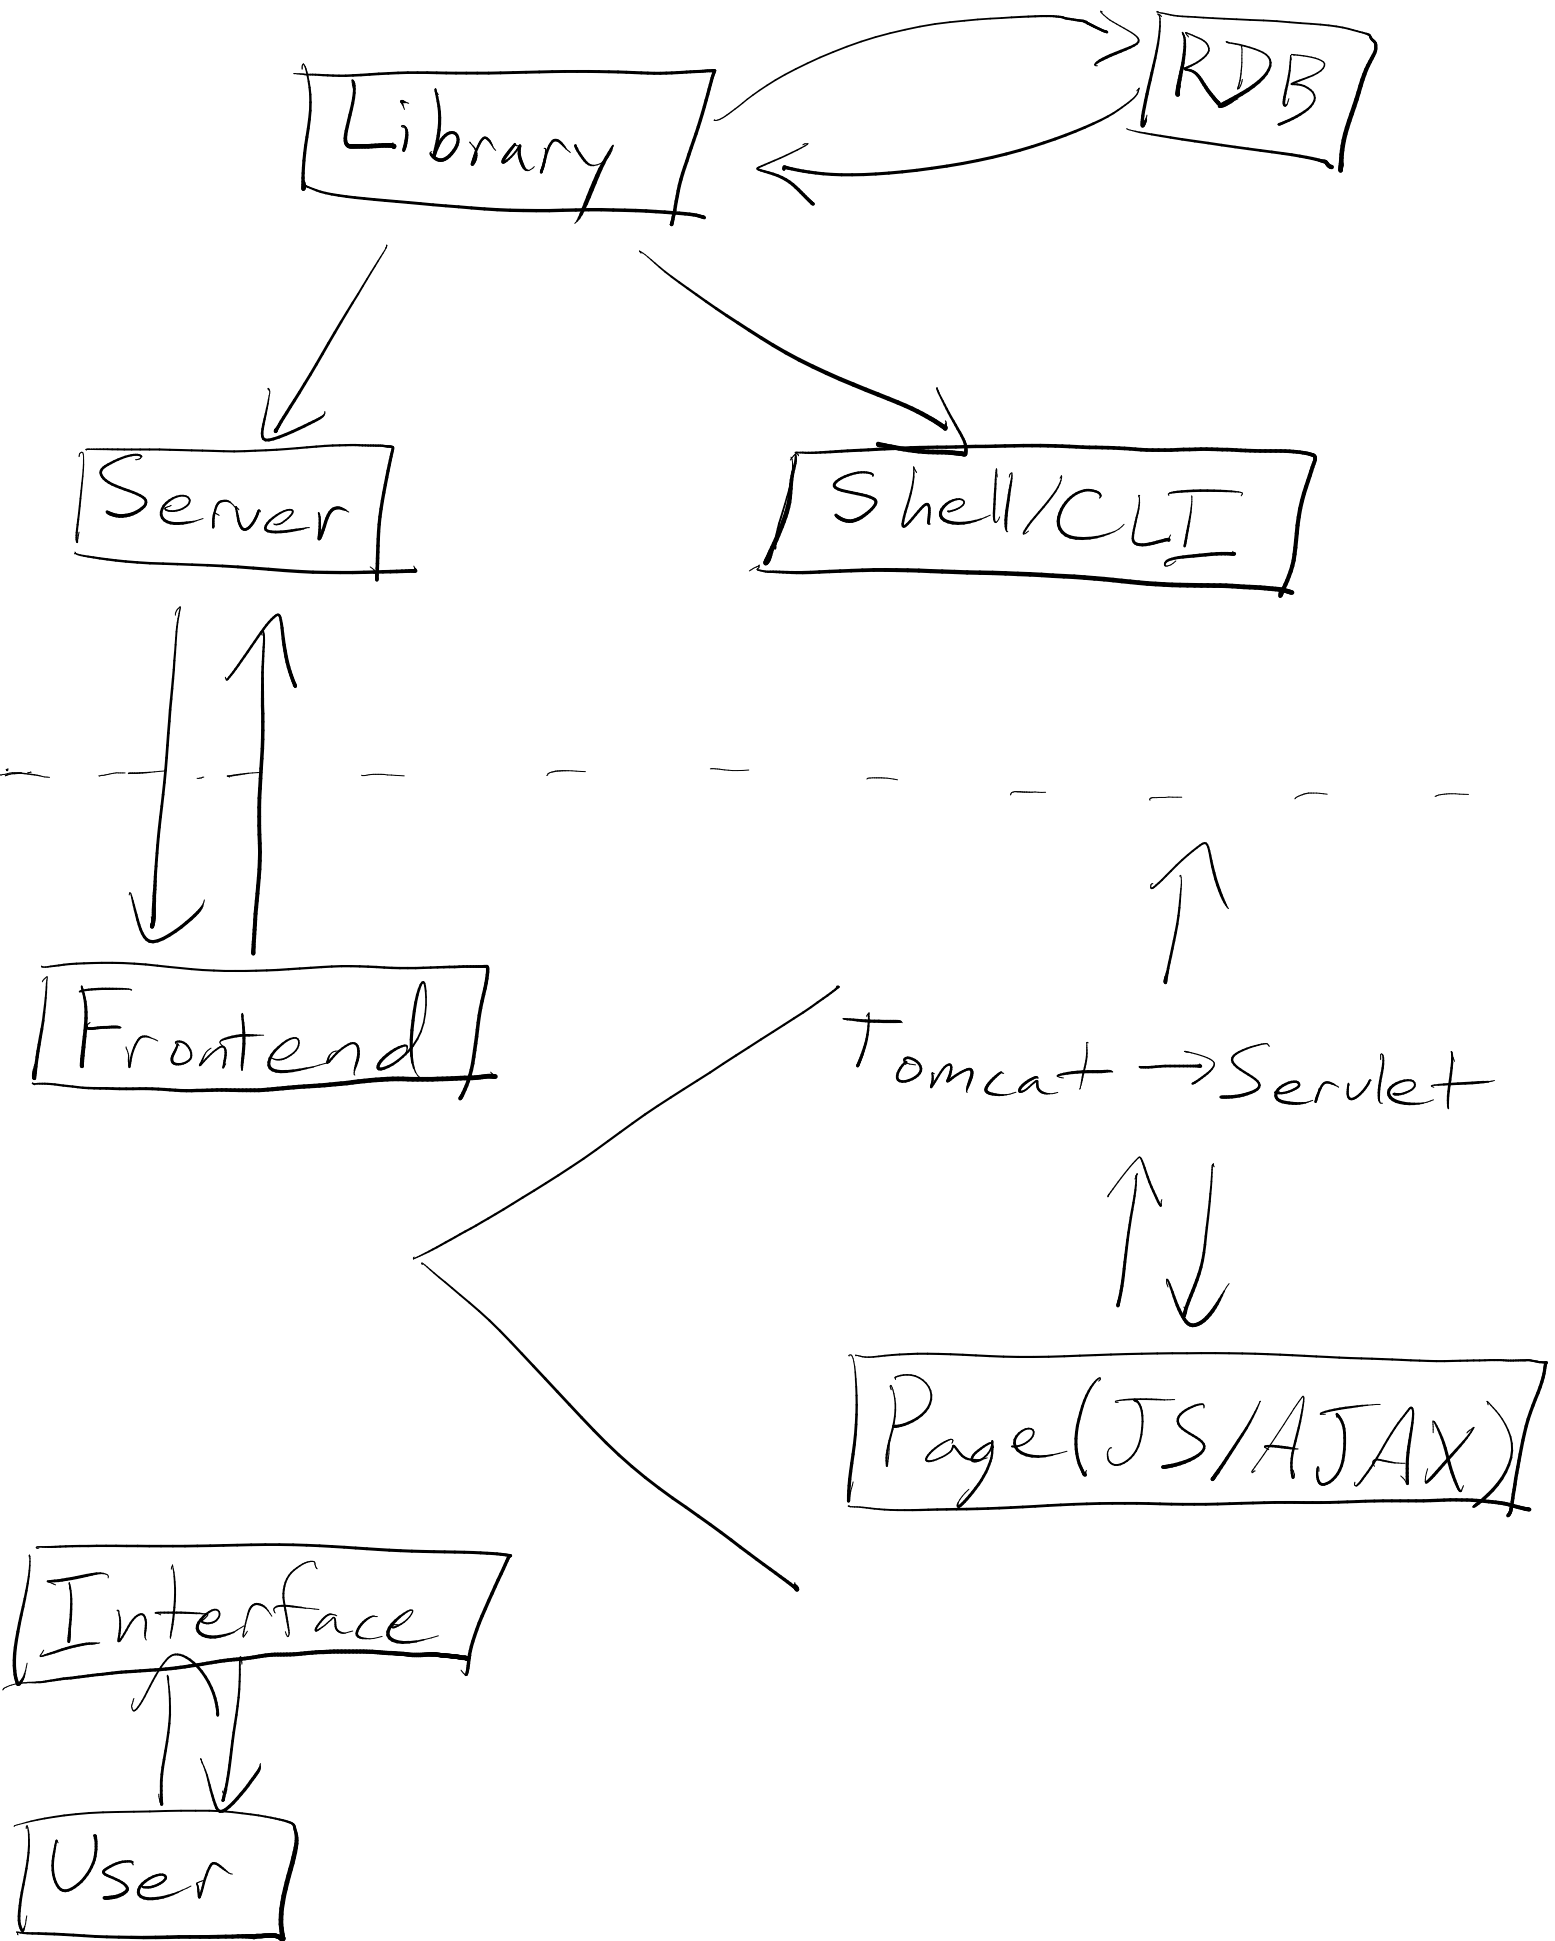 Library
RDB
Server
Shell/CLI
Frontend
Tomcat → Servlet
Page(JS/AJAX)
Interface
User